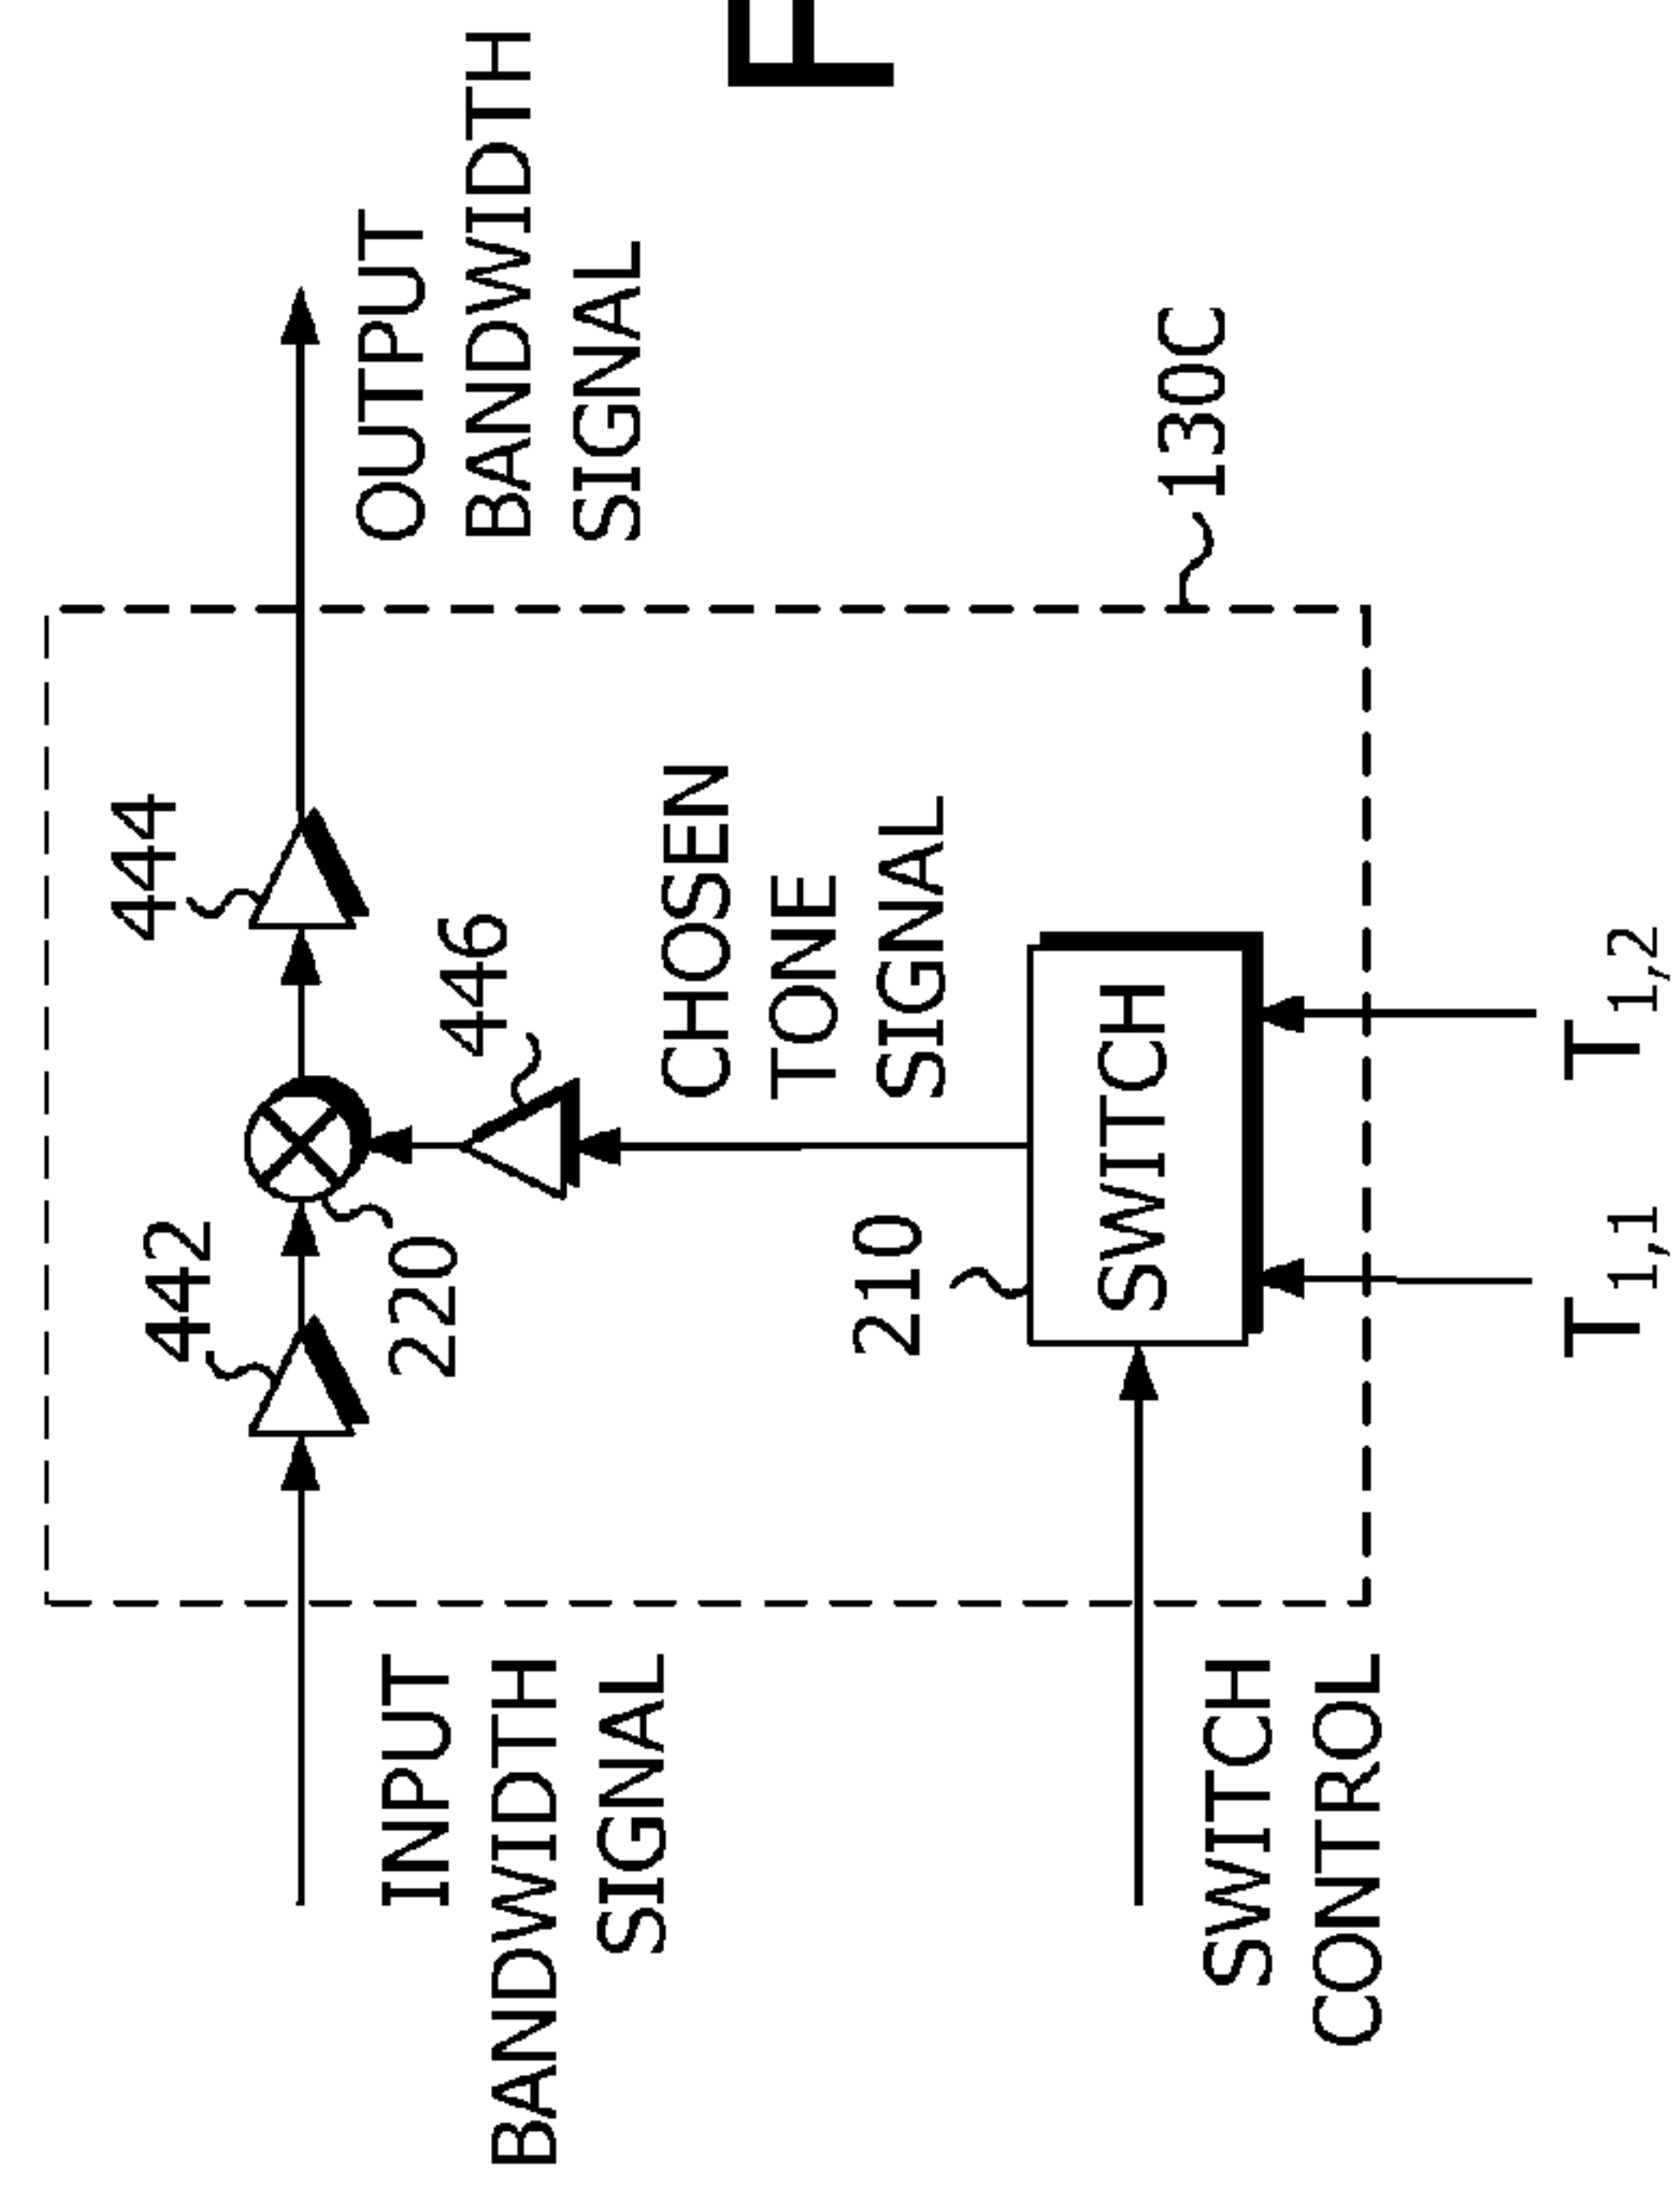 442
444
220
446
INPUT
BANDWIDTH
SIGNAL
OUTPUT
BANDWIDTH
SIGNAL
CHOSEN
TONE
SIGNAL
210
SWITCH
SWITCH
CONTROL
130C
T1,1
T1,2
F